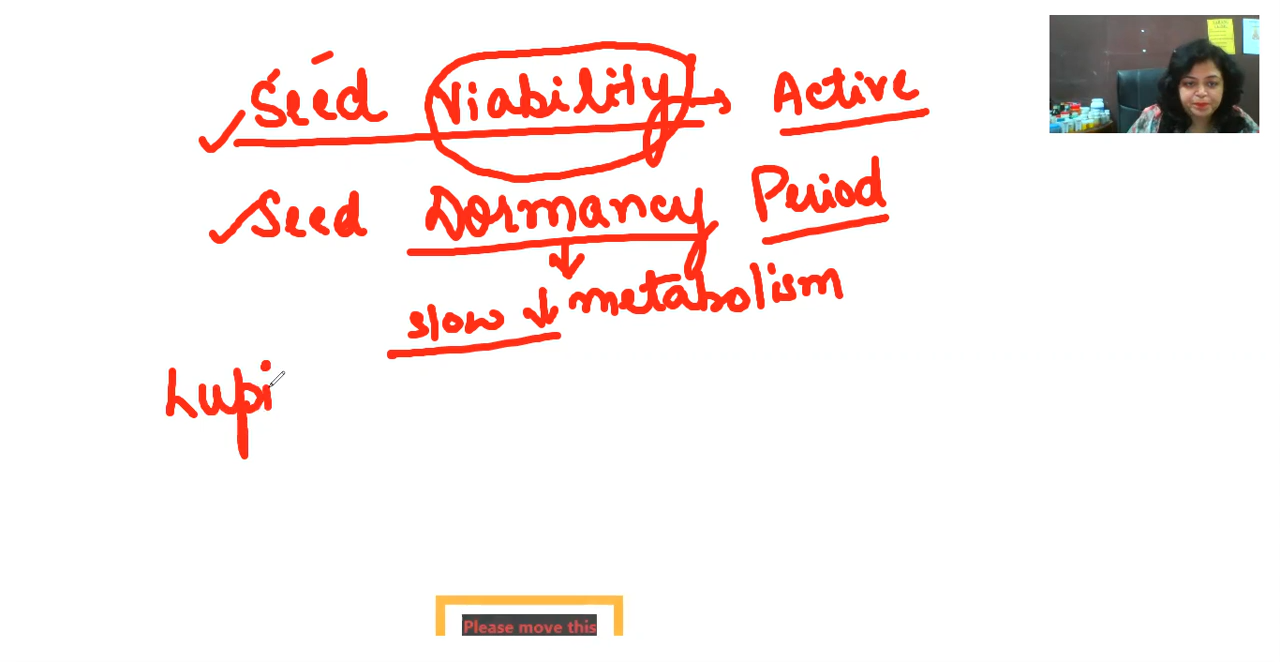 Seed Viability → Active
Seed Dormancy Period
↓
slow ↓ metabolism
Lupi
Please move this